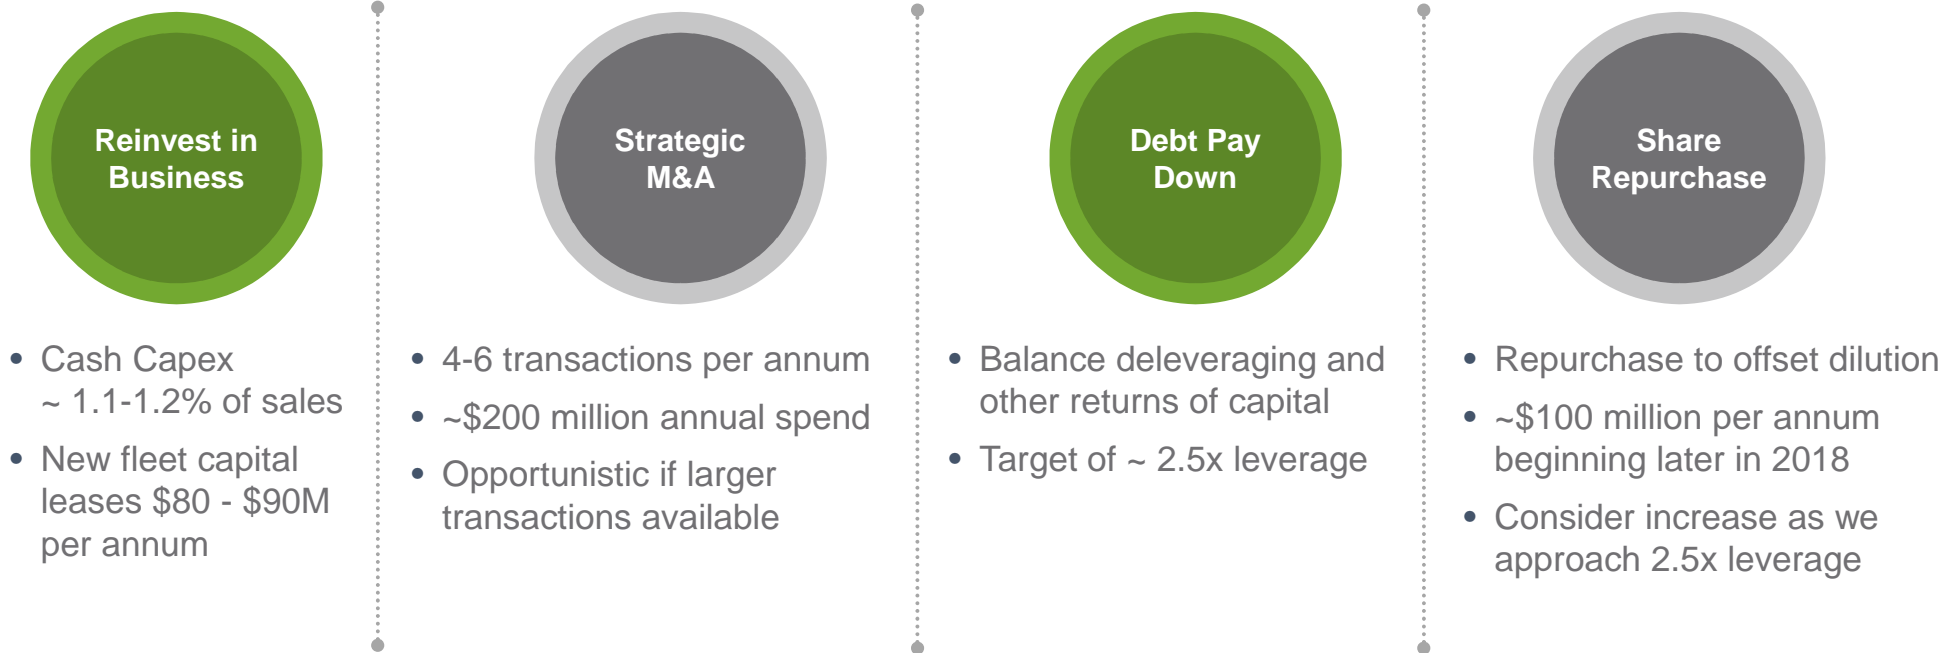 Reinvest in
Business
• Cash Capex
~ 1.1-1.2% of sales
• New fleet capital
leases $80 - $90M
per annum
Strategic
M&A
• 4-6 transactions per annum
• ~$200 million annual spend
• Opportunistic if larger
transactions available
Debt Pay
Down
• Balance deleveraging and
other returns of capital
• Target of ~ 2.5x leverage
Share
Repurchase
• Repurchase to offset dilution
• ~$100 million per annum
beginning later in 2018
• Consider increase as we
approach 2.5x leverage